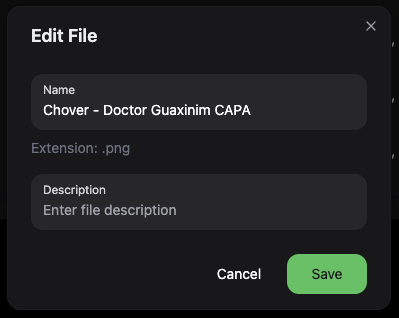 Edit File
Name
Chover - Doctor Guaxinim CAPA
Extension: .png
Description
Enter file description
Cancel
Save